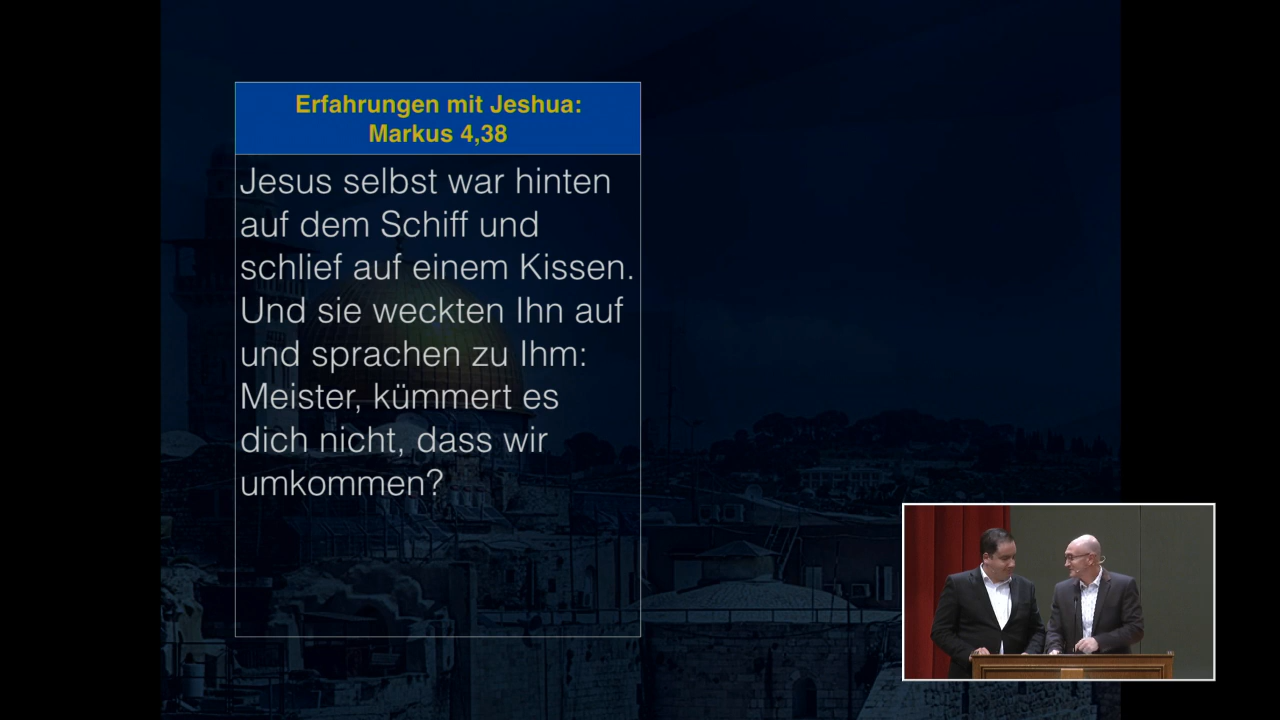 Erfahrungen mit Jeshua:
Markus 4,38
Jesus selbst war hinten
auf dem Schiff und
schlief auf einem Kissen.
Und sie weckten Ihn auf
und sprachen zu Ihm:
Meister, kümmert es
dich nicht, dass wir
umkommen?